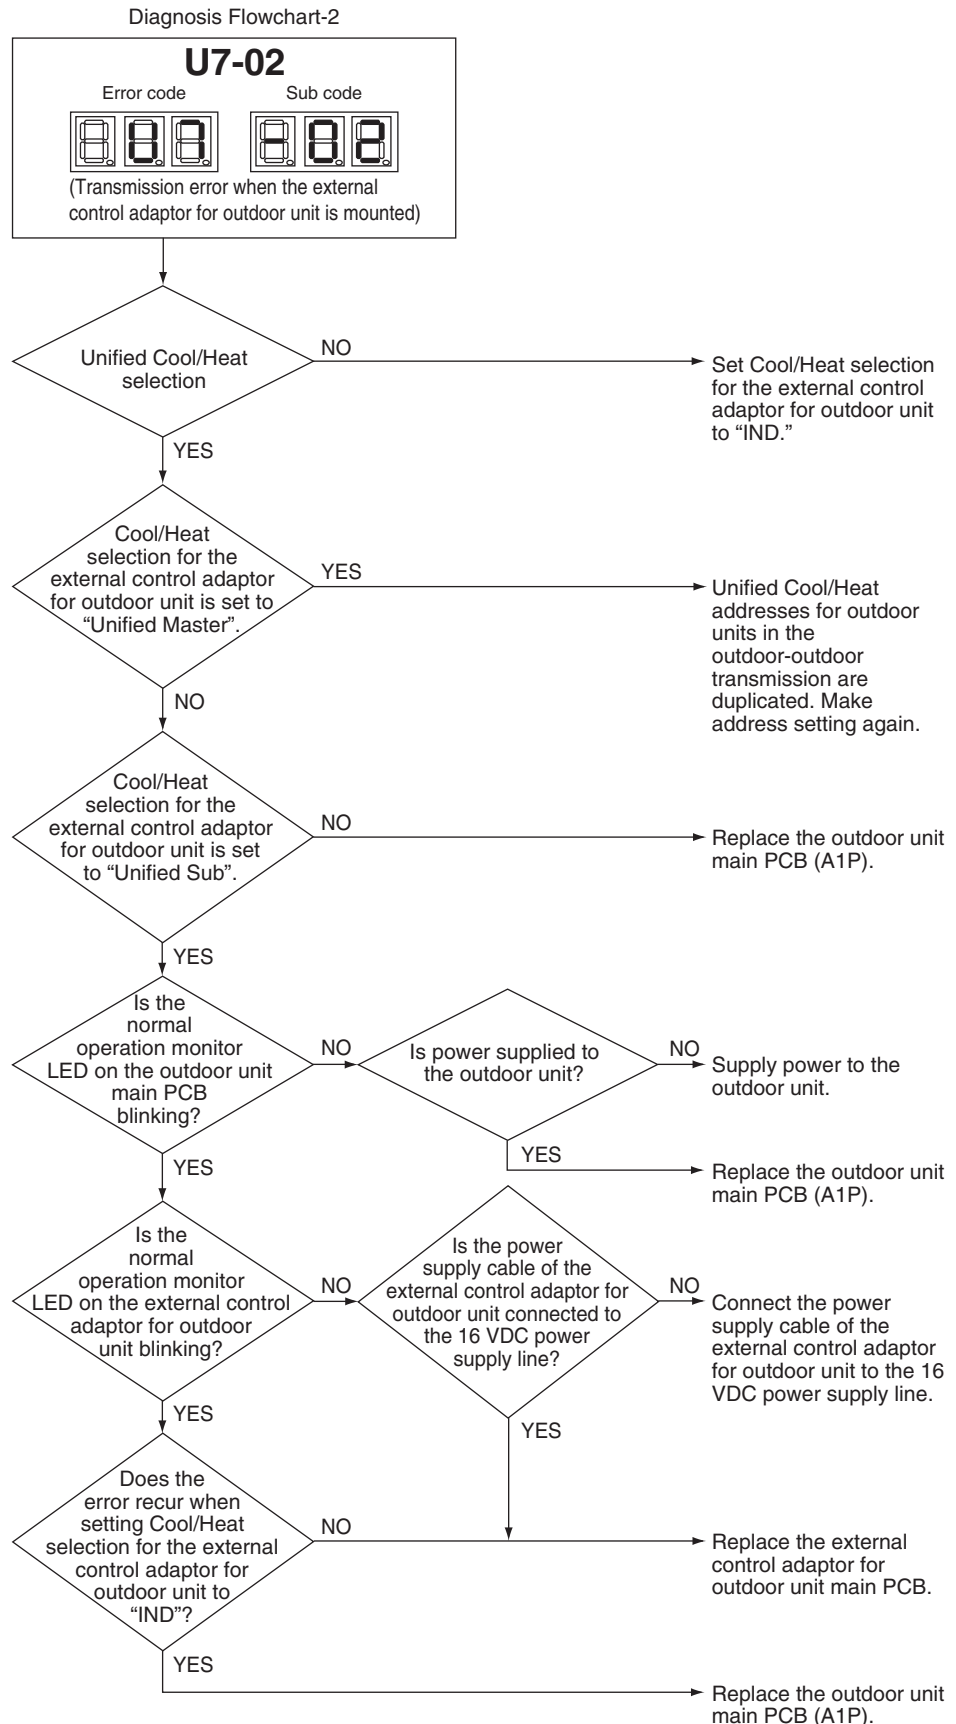 Diagnosis Flowchart-2
U7-02
Error code
Sub code
U7
-02
(Transmission error when the external
control adaptor for outdoor unit is mounted)
Unified Cool/Heat
selection
NO
Set Cool/Heat selection
for the external control
adaptor for outdoor unit
to “IND.”
YES
Cool/Heat
selection for the
external control adaptor
for outdoor unit is set to
“Unified Master”.
YES
Unified Cool/Heat
addresses for outdoor
units in the
outdoor-outdoor
transmission are
duplicated. Make
address setting again.
NO
Cool/Heat
selection for the
external control adaptor
for outdoor unit is set
to “Unified Sub”.
NO
Replace the outdoor unit
main PCB (A1P).
YES
Is the
normal
operation monitor
LED on the outdoor unit
main PCB
blinking?
NO
Is power supplied to
the outdoor unit?
NO
Supply power to the
outdoor unit.
YES
Replace the outdoor unit
main PCB (A1P).
YES
Is the
normal
operation monitor
LED on the external control
adaptor for outdoor
unit blinking?
NO
Is the power
supply cable of the
external control adaptor for
outdoor unit connected to
the 16 VDC power
supply line?
NO
Connect the power
supply cable of the
external control adaptor
for outdoor unit to the 16
VDC power supply line.
YES
YES
Does the
error recur when
setting Cool/Heat
selection for the external
control adaptor for
outdoor unit to
“IND”?
NO
Replace the external
control adaptor for
outdoor unit main PCB.
YES
Replace the outdoor unit
main PCB (A1P).